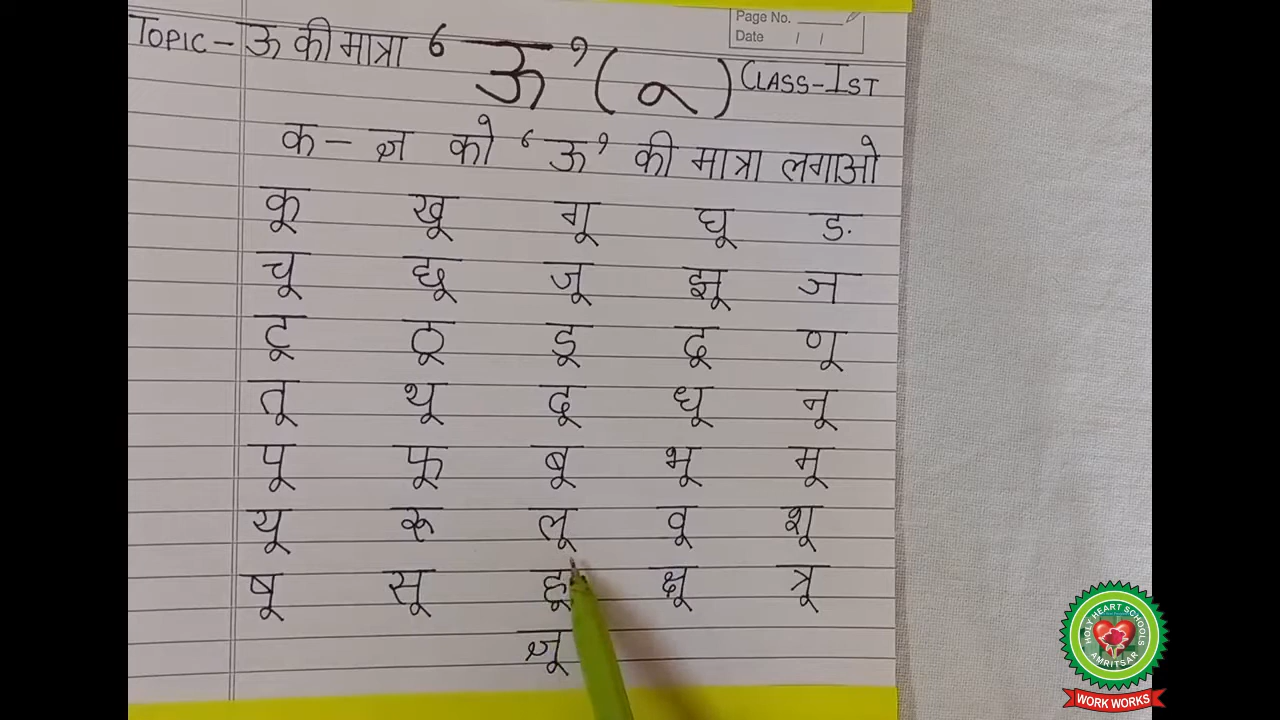 Page No.
Date
TOPIC - ऊ की मात्रा ‘ऊ’ ( ू )
CLASS-IST
क – ज्ञ को ‘ऊ’ की मात्रा लगाओ
कू खू गू घू ङ
चू छू जू झू ञ
टू ठू डू ढू णू
तू थू दू धू नू
पू फू बू भू मू
यू रू लू वू शू
षू सू हू क्षू त्रू
ज्ञू
HOLY HEART SCHOOLS
AMRITSAR
WORK WORKS